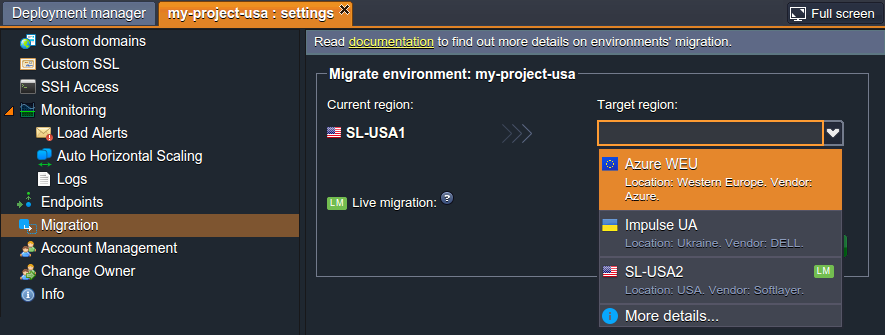 Deployment manager
my-project-usa : settings
Full screen
Custom domains
Custom SSL
SSH Access
Monitoring
Load Alerts
Auto Horizontal Scaling
Logs
Endpoints
Migration
Account Management
Change Owner
Info
Read documentation to find out more details on environments' migration.
Migrate environment: my-project-usa
Current region:
SL-USA1
Target region:
LM Live migration: ?
Azure WEU
Location: Western Europe. Vendor:
Azure.
Impulse UA
Location: Ukraine. Vendor: DELL.
SL-USA2 LM
Location: USA. Vendor: Softlayer.
More details...